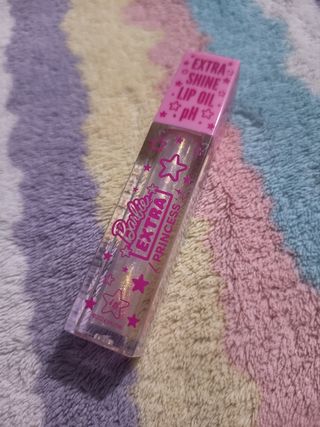 EXTRA
SHINE
LIP OIL
pH
Barbie
EXTRA
PRINCESS